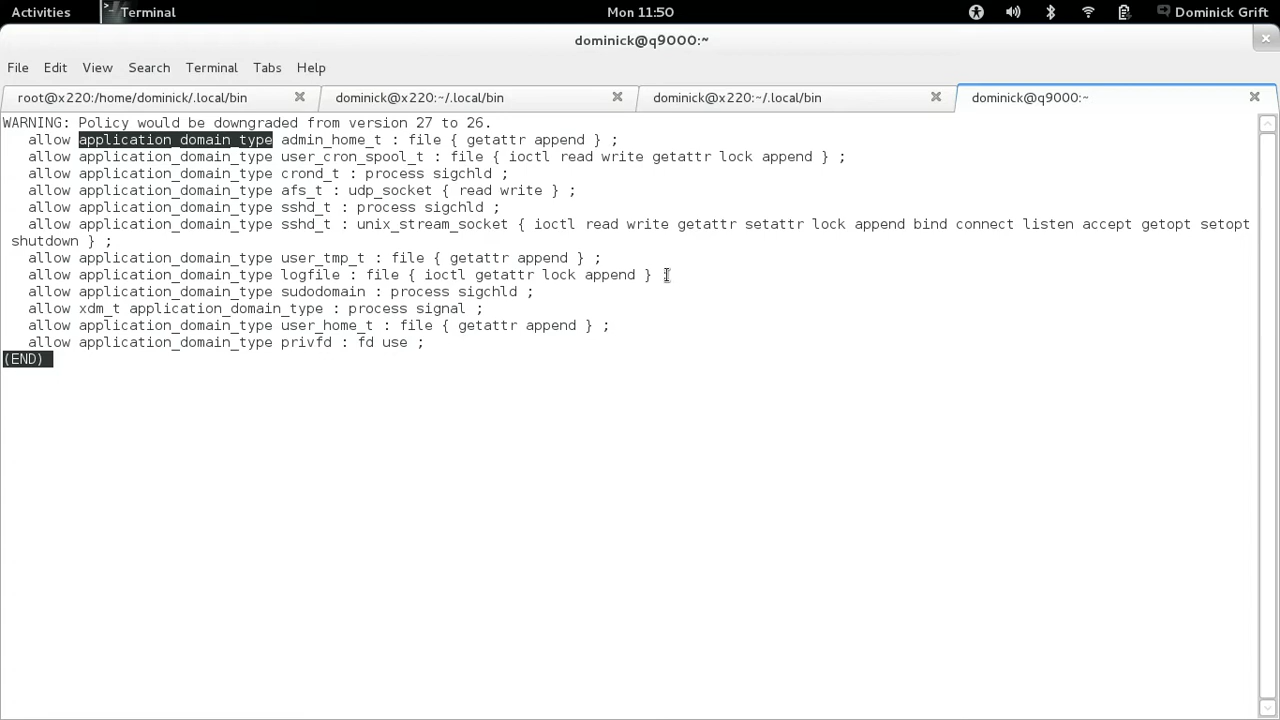 Activities Terminal Mon 11:50 Dominick Grift
dominick@q9000:~
File Edit View Search Terminal Tabs Help
root@x220:/home/dominick/.local/bin dominick@x220:~/.local/bin dominick@x220:~/.local/bin dominick@q9000:~
WARNING: Policy would be downgraded from version 27 to 26.
allow application_domain_type admin_home_t : file { getattr append } ;
allow application_domain_type user_cron_spool_t : file { ioctl read write getattr lock append } ;
allow application_domain_type crond_t : process sigchld ;
allow application_domain_type afs_t : udp_socket { read write } ;
allow application_domain_type sshd_t : process sigchld ;
allow application_domain_type sshd_t : unix_stream_socket { ioctl read write getattr setattr lock append bind connect listen accept getopt setopt
shutdown } ;
allow application_domain_type user_tmp_t : file { getattr append } ;
allow application_domain_type logfile : file { ioctl getattr lock append }
allow application_domain_type sudodomain : process sigchld ;
allow xdm_t application_domain_type : process signal ;
allow application_domain_type user_home_t : file { getattr append } ;
allow application_domain_type privfd : fd use ;
(END)